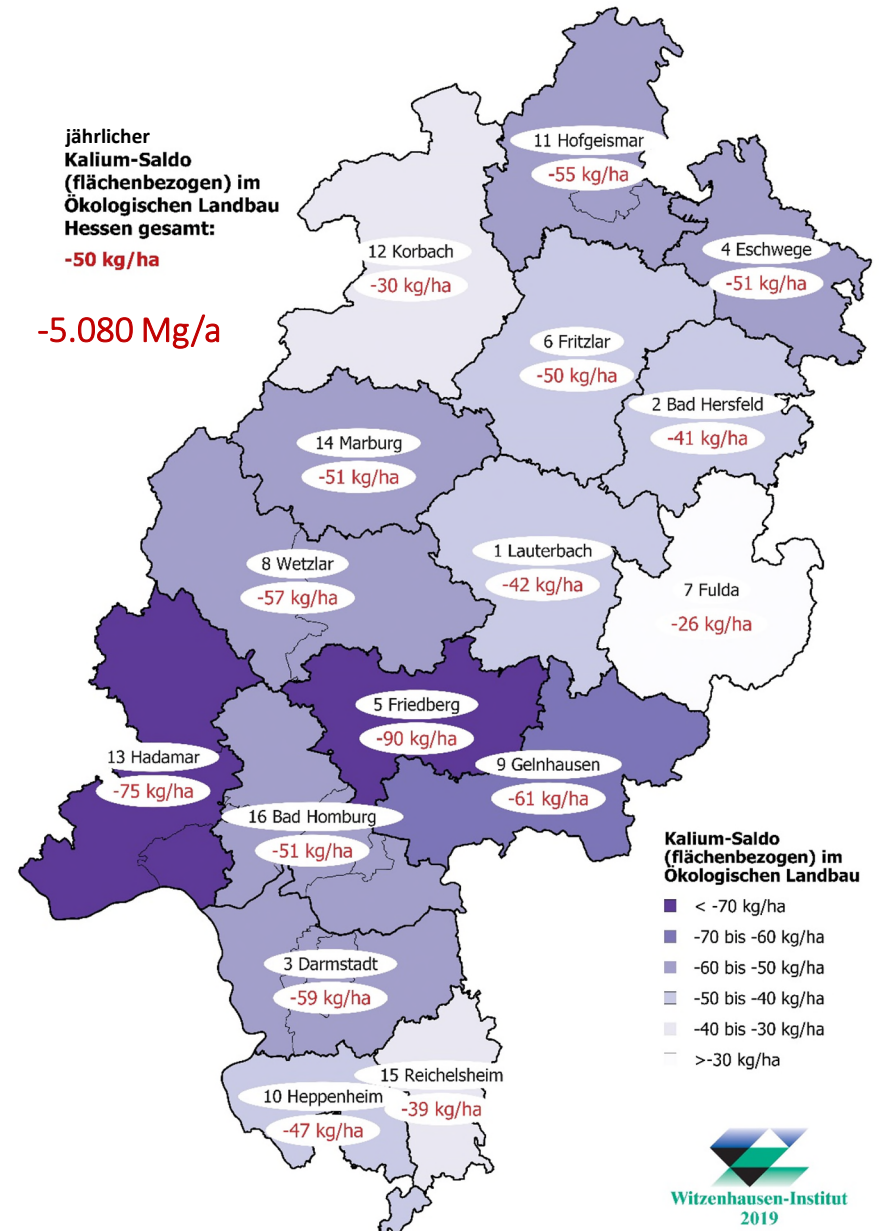 jährlicher
Kalium-Saldo
(flächenbezogen) im
Ökologischen Landbau
Hessen gesamt:
-50 kg/ha
-5.080 Mg/a
11 Hofgeismar
-55 kg/ha
12 Korbach
-30 kg/ha
4 Eschwege
-51 kg/ha
6 Fritzlar
-50 kg/ha
2 Bad Hersfeld
-41 kg/ha
14 Marburg
-51 kg/ha
1 Lauterbach
-42 kg/ha
8 Wetzlar
-57 kg/ha
7 Fulda
-26 kg/ha
5 Friedberg
-90 kg/ha
13 Hadamar
-75 kg/ha
9 Gelnhausen
-61 kg/ha
16 Bad Homburg
-51 kg/ha
3 Darmstadt
-59 kg/ha
15 Reichelsheim
-39 kg/ha
10 Heppenheim
-47 kg/ha
Kalium-Saldo
(flächenbezogen) im
Ökologischen Landbau
< -70 kg/ha
-70 bis -60 kg/ha
-60 bis -50 kg/ha
-50 bis -40 kg/ha
-40 bis -30 kg/ha
>-30 kg/ha
Witzenhausen-Institut
2019